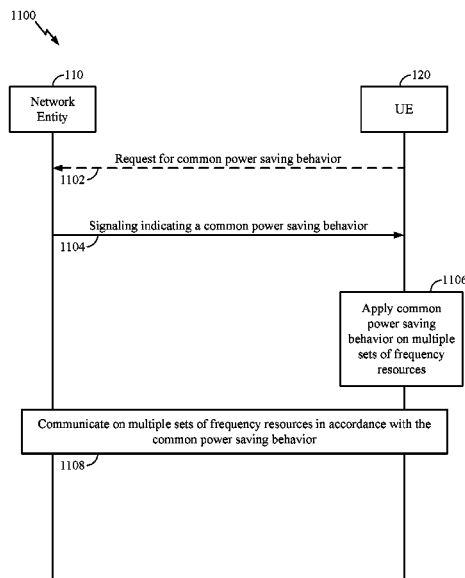 1100
110
120
Network
Entity
UE
Request for common power saving behavior
1102
Signaling indicating a common power saving behavior
1104
1106
Apply common
power saving
behavior on multiple
sets of frequency
resources
Communicate on multiple sets of frequency resources in accordance with the
common power saving behavior
1108